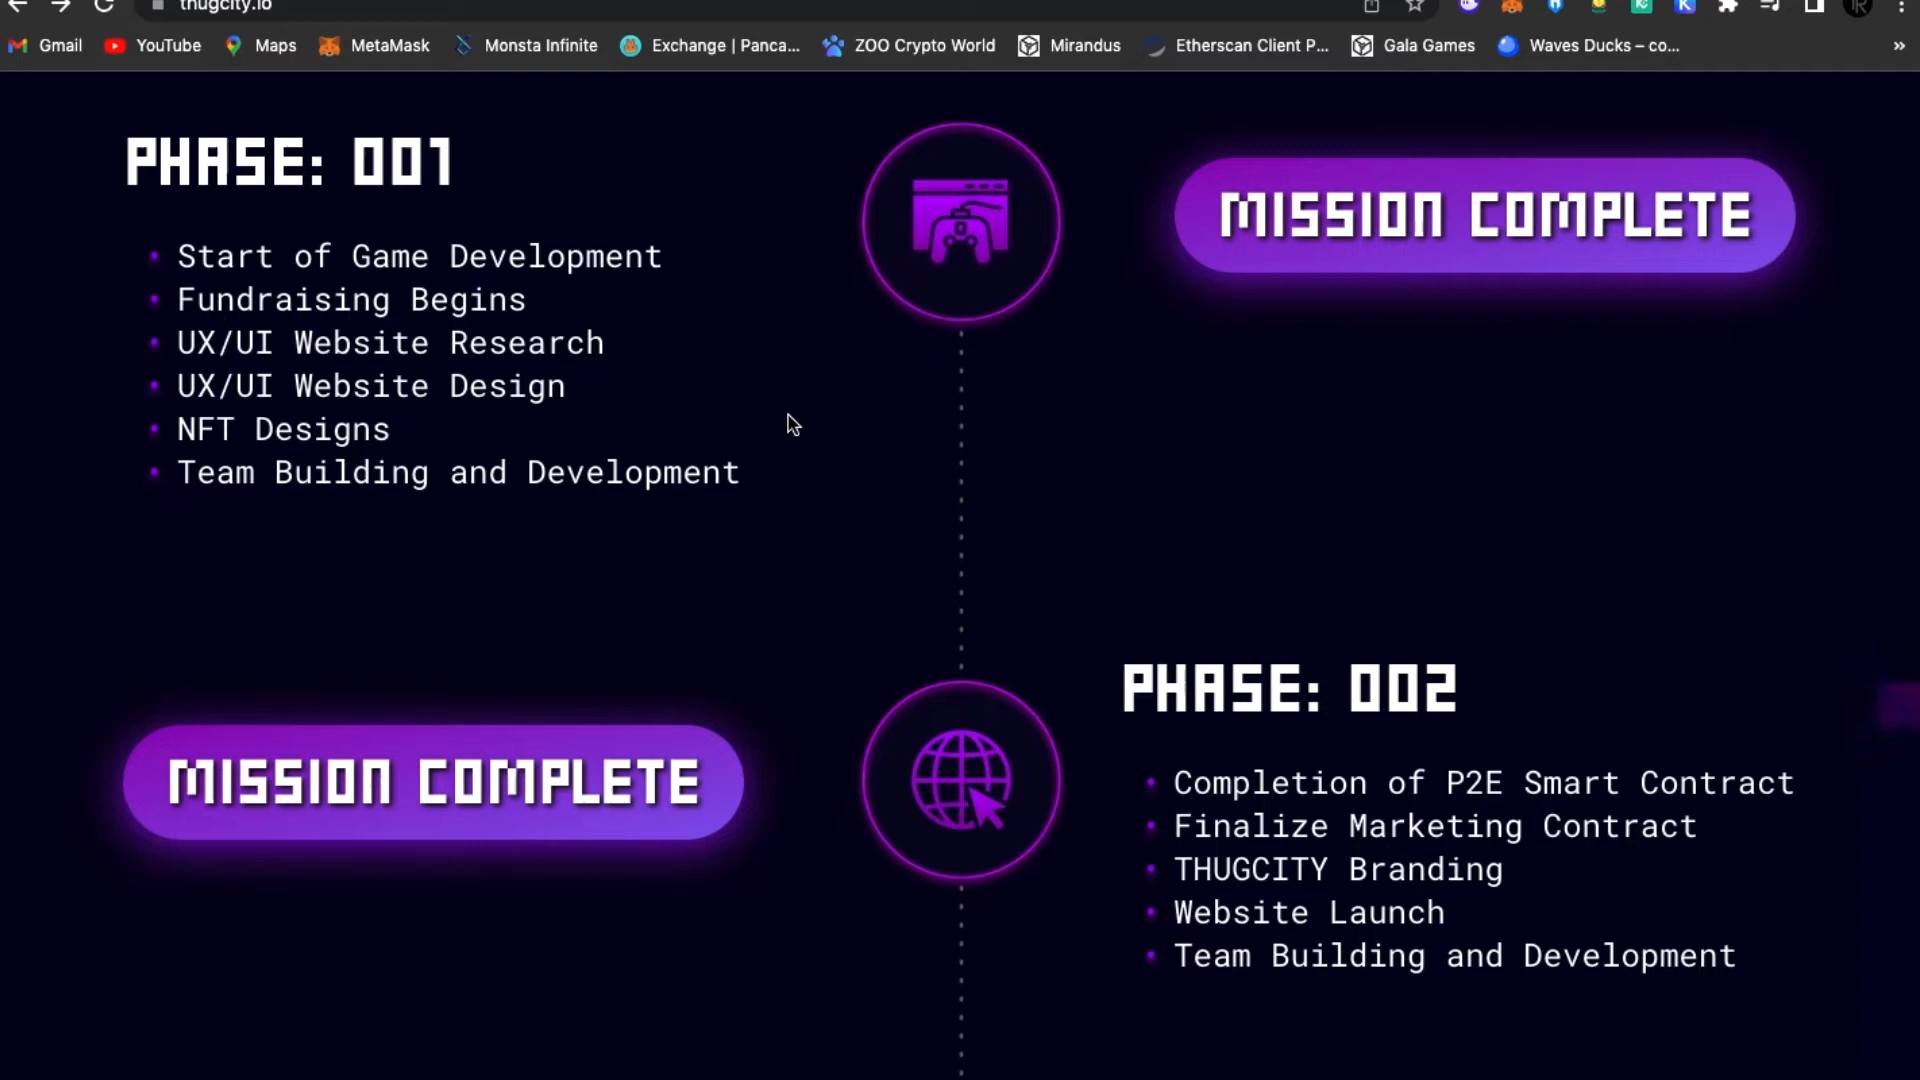 thugcity.io
Gmail
YouTube
Maps
MetaMask
Monsta Infinite
Exchange | Panca...
ZOO Crypto World
Mirandus
Etherscan Client P...
Gala Games
Waves Ducks – co...
»
PHASE: 001
MISSION COMPLETE
• Start of Game Development
• Fundraising Begins
• UX/UI Website Research
• UX/UI Website Design
• NFT Designs
• Team Building and Development
MISSION COMPLETE
PHASE: 002
• Completion of P2E Smart Contract
• Finalize Marketing Contract
• THUGCITY Branding
• Website Launch
• Team Building and Development